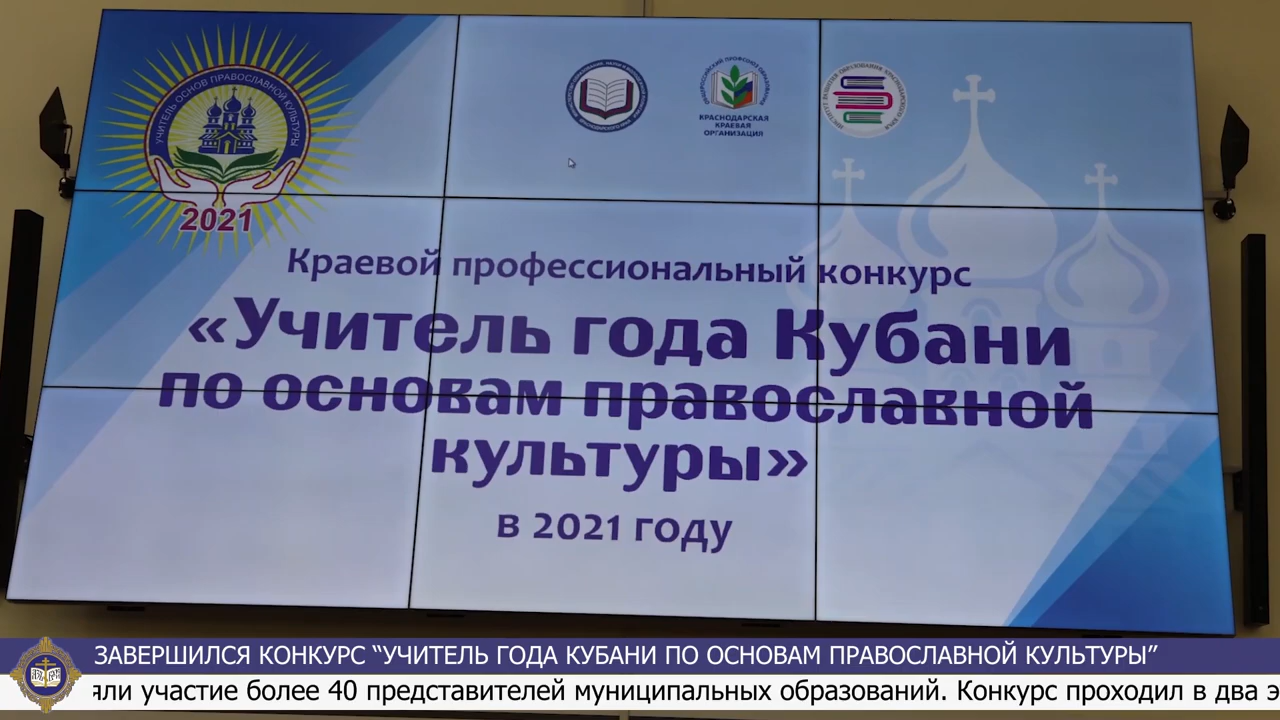 УЧИТЕЛЬ ОСНОВ ПРАВОСЛАВНОЙ КУЛЬТУРЫ
2021
КРАСНОДАРСКАЯ
КРАЕВАЯ
ОРГАНИЗАЦИЯ
Краевой профессиональный конкурс
«Учитель года Кубани
по основам православной
культуры»
в 2021 году
ЗАВЕРШИЛСЯ КОНКУРС “УЧИТЕЛЬ ГОДА КУБАНИ ПО ОСНОВАМ ПРАВОСЛАВНОЙ КУЛЬТУРЫ”
яли участие более 40 представителей муниципальных образований. Конкурс проходил в два э